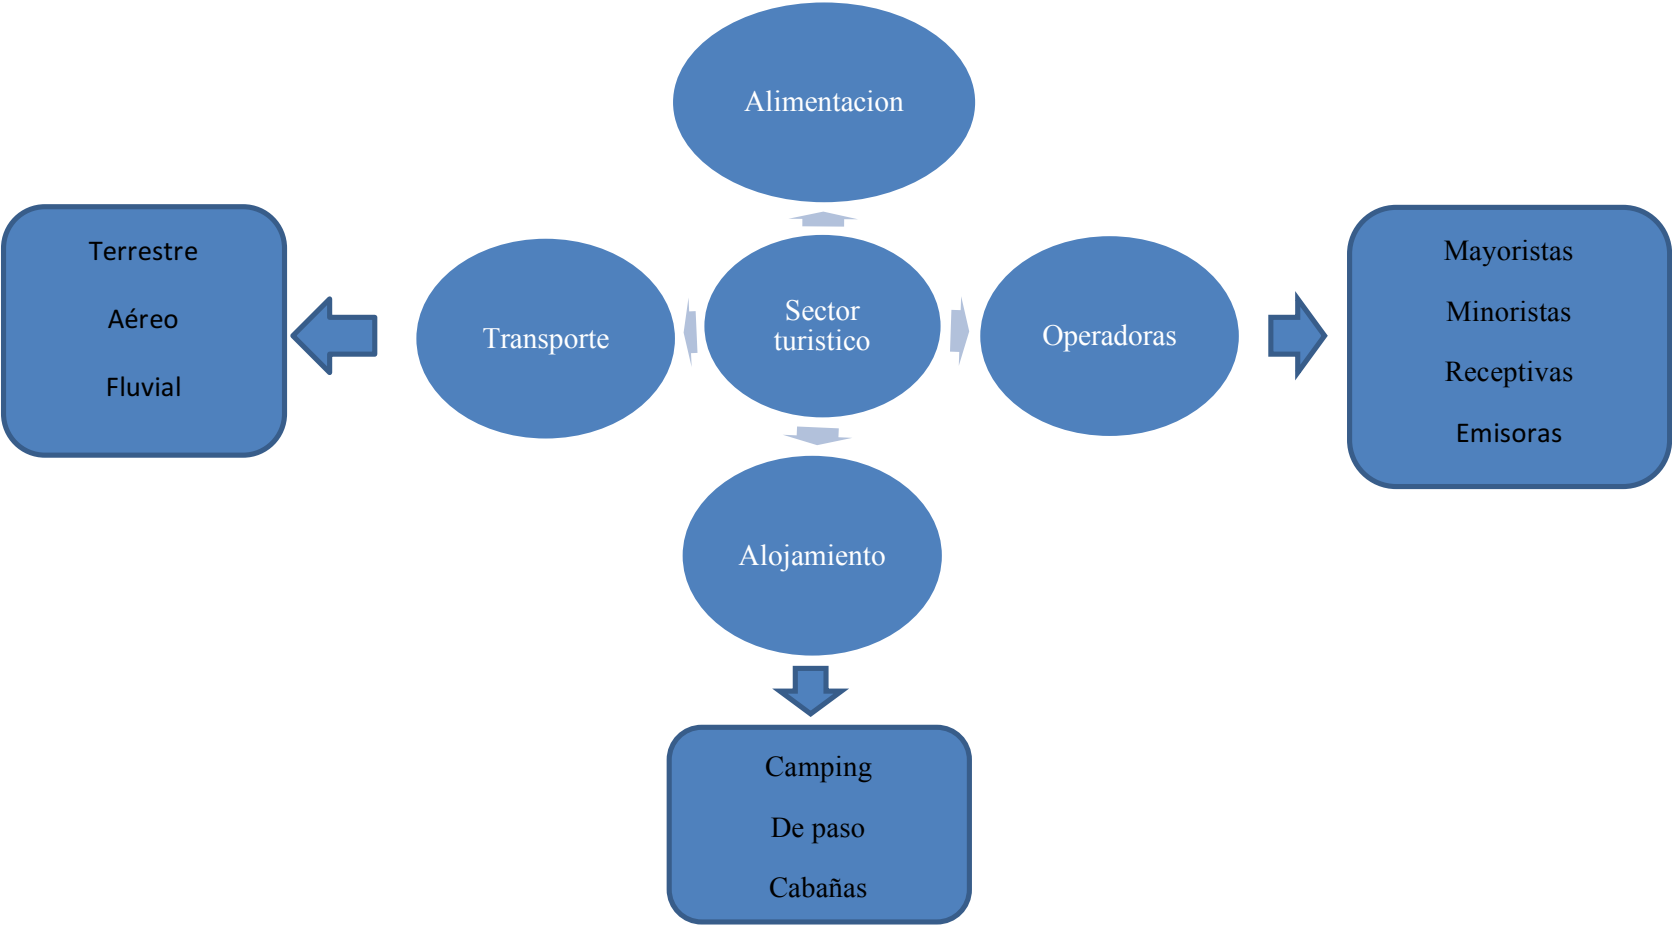 Alimentacion
Terrestre
Aéreo
Fluvial
Transporte
Sector
turistico
Operadoras
Mayoristas
Minoristas
Receptivas
Emisoras
Alojamiento
Camping
De paso
Cabañas